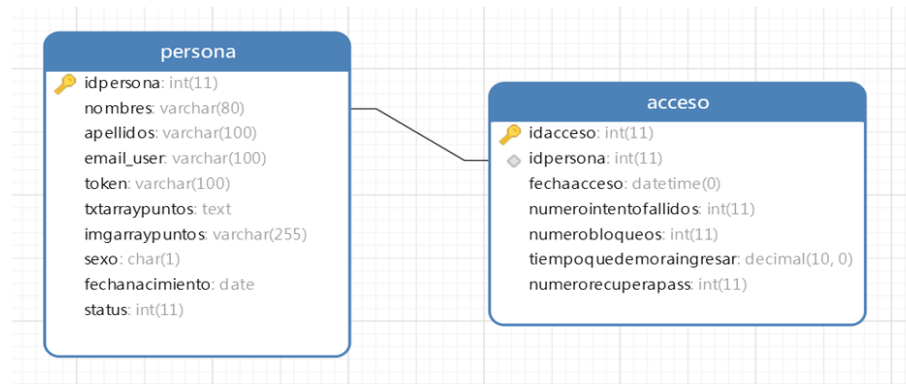 persona
idpersona: int(11)
nombres: varchar(80)
apellidos: varchar(100)
email_user: varchar(100)
token: varchar(100)
txtarraypuntos: text
imgarraypuntos: varchar(255)
sexo: char(1)
fechanacimiento: date
status: int(11)
acceso
idacceso: int(11)
idpersona: int(11)
fechaacceso: datetime(0)
numerointentofallidos: int(11)
numerobloqueos: int(11)
tiempoquedemoraingresar: decimal(10, 0)
numerorecuperapass: int(11)